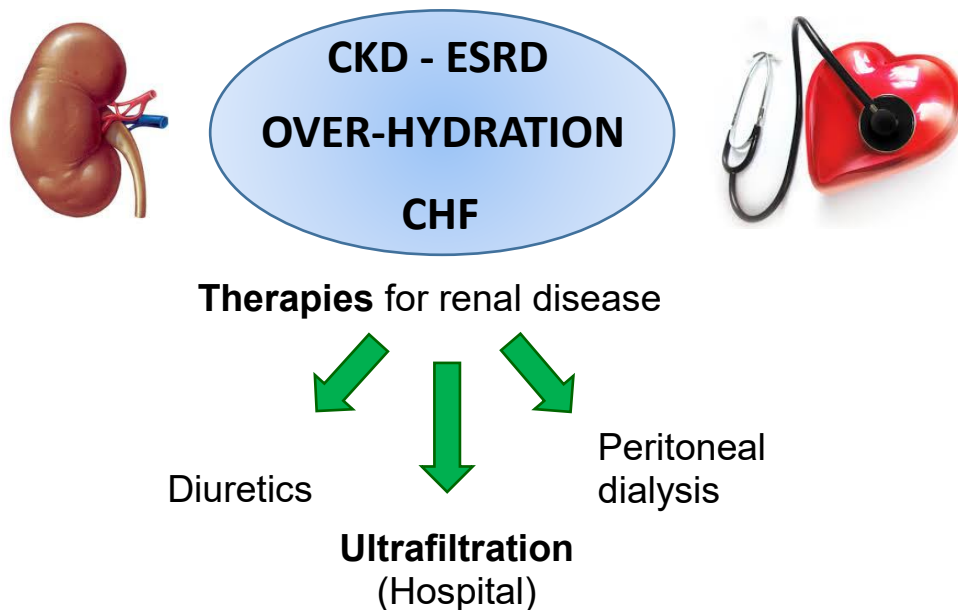 CKD - ESRD
OVER-HYDRATION
CHF
Therapies for renal disease
Diuretics
Peritoneal
dialysis
Ultrafiltration
(Hospital)